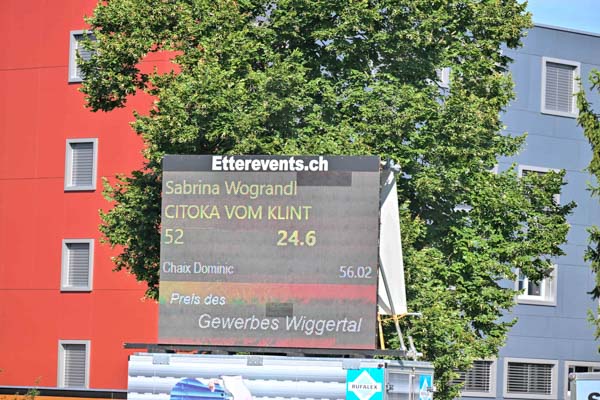 Etterevents.ch
Sabrina Wograndl
CITOKA VOM KLINT
52 24.6
Chaix Dominic 56.02
Preis des
Gewerbes Wiggertal
RUFALEX